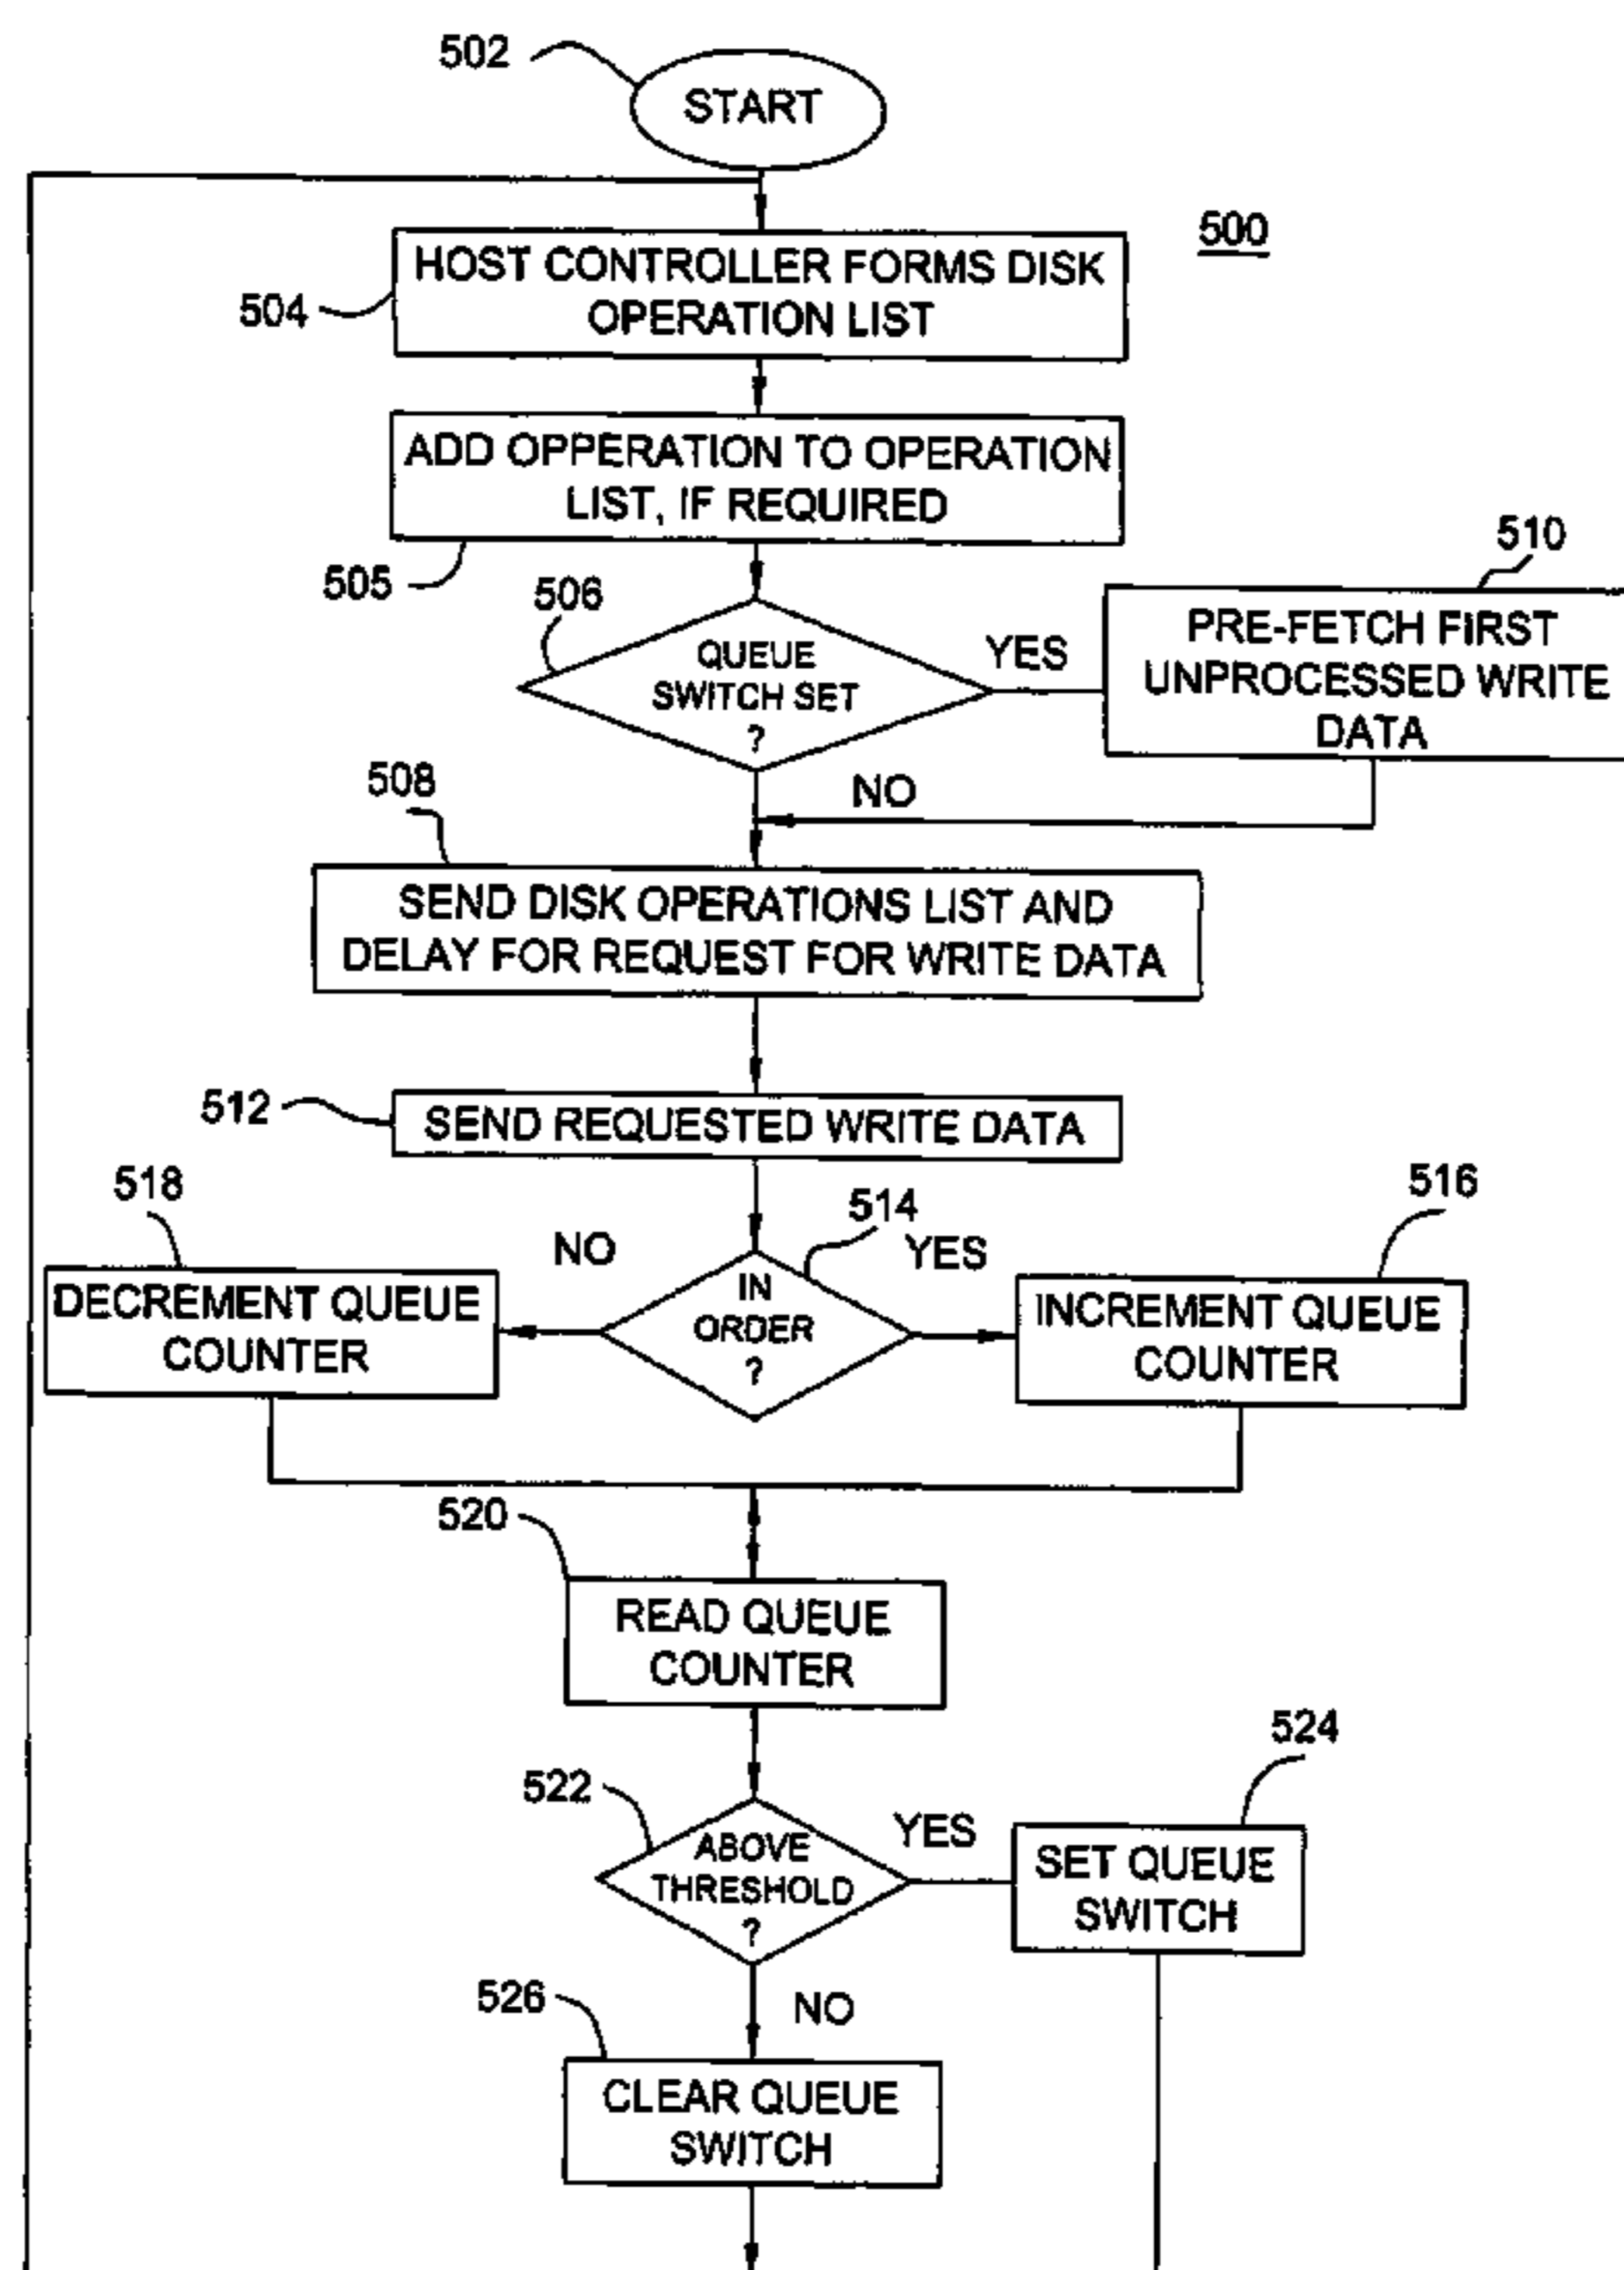 502
START
500
HOST CONTROLLER FORMS DISK
OPERATION LIST
504
ADD OPPERATION TO OPERATION
LIST, IF REQUIRED
505
506
QUEUE
SWITCH SET
?
YES
510
PRE-FETCH FIRST
UNPROCESSED WRITE
DATA
NO
508
SEND DISK OPERATIONS LIST AND
DELAY FOR REQUEST FOR WRITE DATA
512
SEND REQUESTED WRITE DATA
514
IN
ORDER
?
NO
518
DECREMENT QUEUE
COUNTER
YES
516
INCREMENT QUEUE
COUNTER
520
READ QUEUE
COUNTER
522
ABOVE
THRESHOLD
?
YES
524
SET QUEUE
SWITCH
NO
526
CLEAR QUEUE
SWITCH